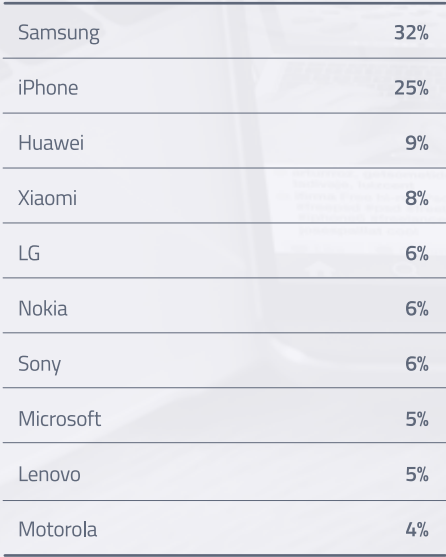 Samsung 32%
iPhone 25%
Huawei 9%
Xiaomi 8%
LG 6%
Nokia 6%
Sony 6%
Microsoft 5%
Lenovo 5%
Motorola 4%